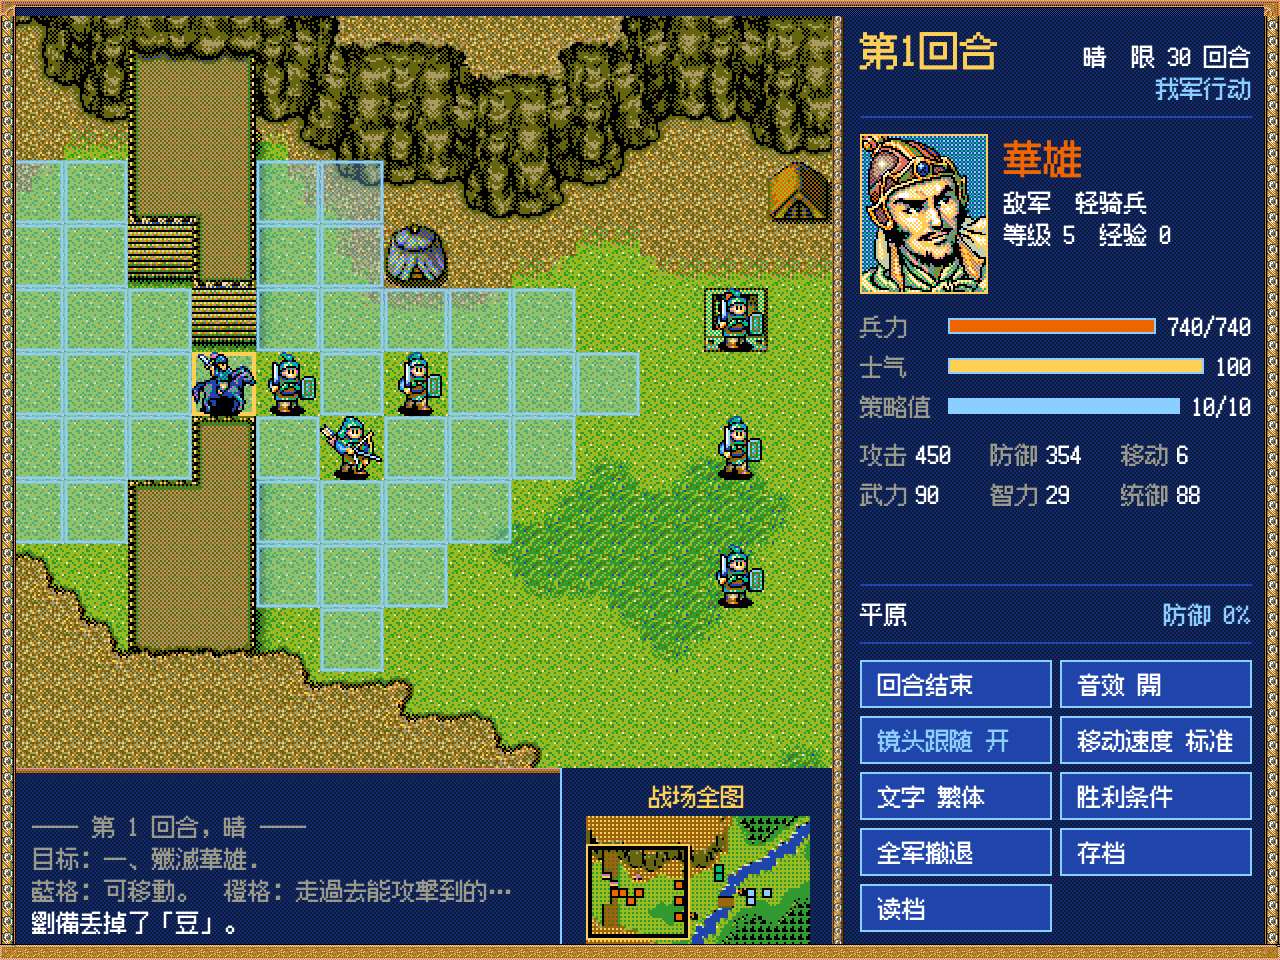 第1回合
晴 限 30 回合
我军行动
華雄
敌军 轻骑兵
等级 5 经验 0
兵力 740/740
士气 100
策略值 10/10
攻击 450 防御 354 移动 6
武力 90 智力 29 统御 88
平原 防御 0%
回合结束 音效 開
镜头跟随 开 移动速度 标准
文字 繁体 胜利条件
全军撤退 存档
读档
战场全图
—— 第 1 回合，晴 ——
目标：一、殲滅華雄．
藍格：可移動。 橙格：走過去能攻擊到的…
劉備丢掉了「豆」。